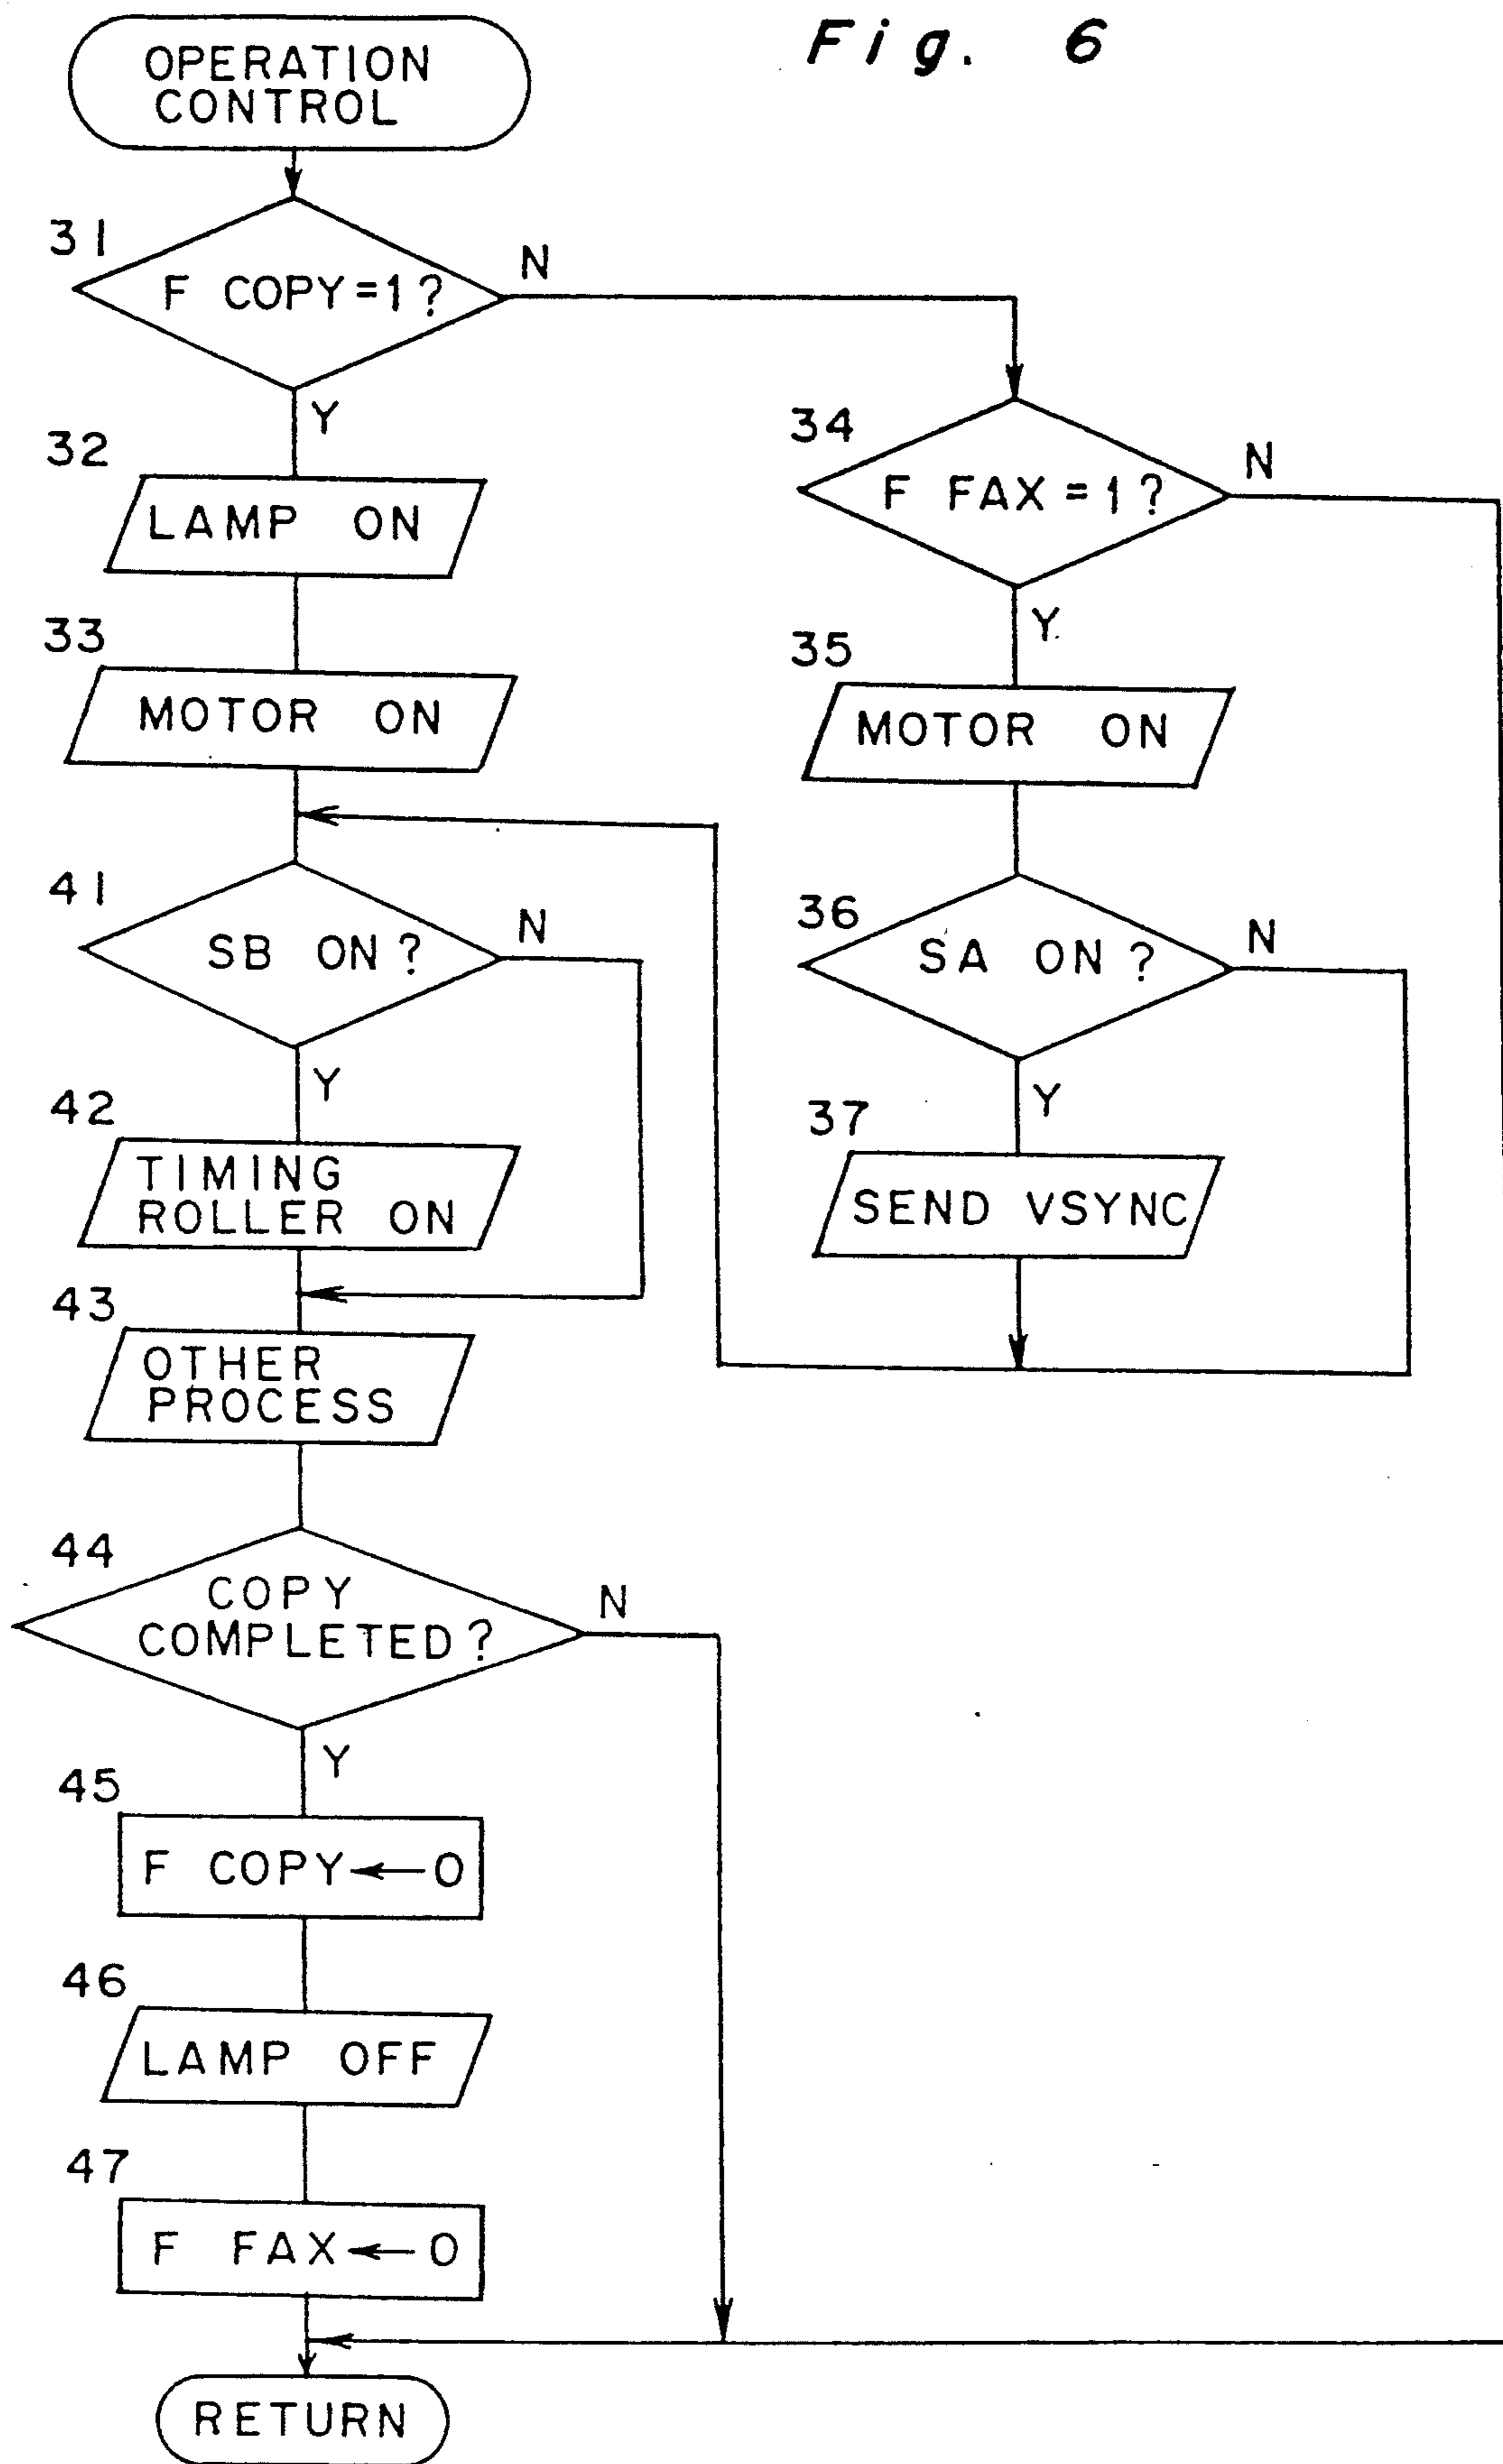 Fig. 6
OPERATION
CONTROL
31
F COPY=1?
N
Y
32
LAMP ON
33
MOTOR ON
34
F FAX=1?
N
Y
35
MOTOR ON
36
SA ON?
N
Y
37
SEND VSYNC
41
SB ON?
N
Y
42
TIMING
ROLLER ON
43
OTHER
PROCESS
44
COPY
COMPLETED?
N
Y
45
F COPY←0
46
LAMP OFF
47
F FAX←0
RETURN